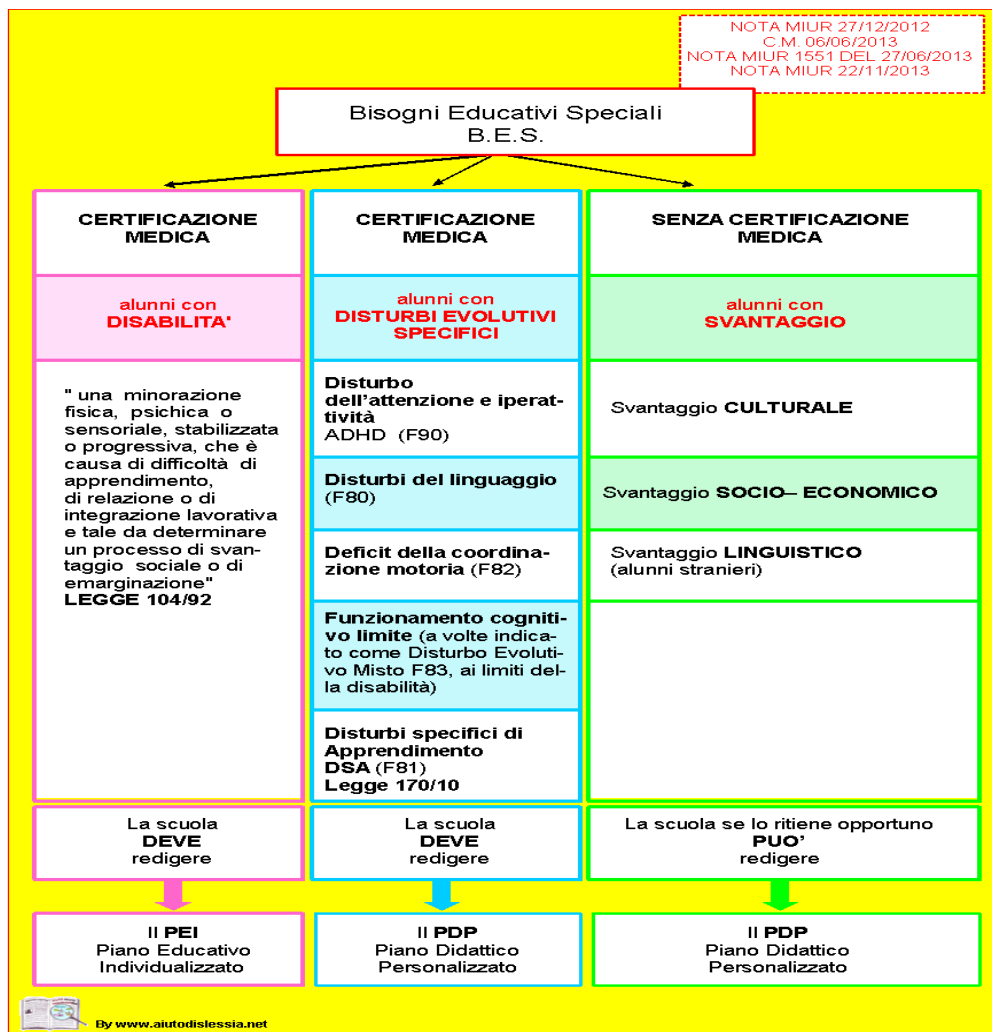 NOTA MIUR 27/12/2012
C.M. 06/06/2013
NOTA MIUR 1551 DEL 27/06/2013
NOTA MIUR 22/11/2013
Bisogni Educativi Speciali
B.E.S.
CERTIFICAZIONE
MEDICA
alunni con
DISABILITA'
" una minorazione
fisica, psichica o
sensoriale, stabilizzata
o progressiva, che è
causa di difficoltà di
apprendimento,
di relazione o di
integrazione lavorativa
e tale da determinare
un processo di svan-
taggio sociale o di
emarginazione"
LEGGE 104/92
La scuola
DEVE
redigere
Il PEI
Piano Educativo
Individualizzato
CERTIFICAZIONE
MEDICA
alunni con
DISTURBI EVOLUTIVI
SPECIFICI
Disturbo
dell'attenzione e iperat-
tività
ADHD (F90)
Disturbi del linguaggio
(F80)
Deficit della coordina-
zione motoria (F82)
Funzionamento cogniti-
vo limite (a volte indica-
to come Disturbo Evolu-
tivo Misto F83, ai limiti del-
la disabilità)
Disturbi specifici di
Apprendimento
DSA (F81)
Legge 170/10
La scuola
DEVE
redigere
Il PDP
Piano Didattico
Personalizzato
SENZA CERTIFICAZIONE
MEDICA
alunni con
SVANTAGGIO
Svantaggio CULTURALE
Svantaggio SOCIO– ECONOMICO
Svantaggio LINGUISTICO
(alunni stranieri)
La scuola se lo ritiene opportuno
PUO'
redigere
Il PDP
Piano Didattico
Personalizzato
By www.aiutodislessia.net